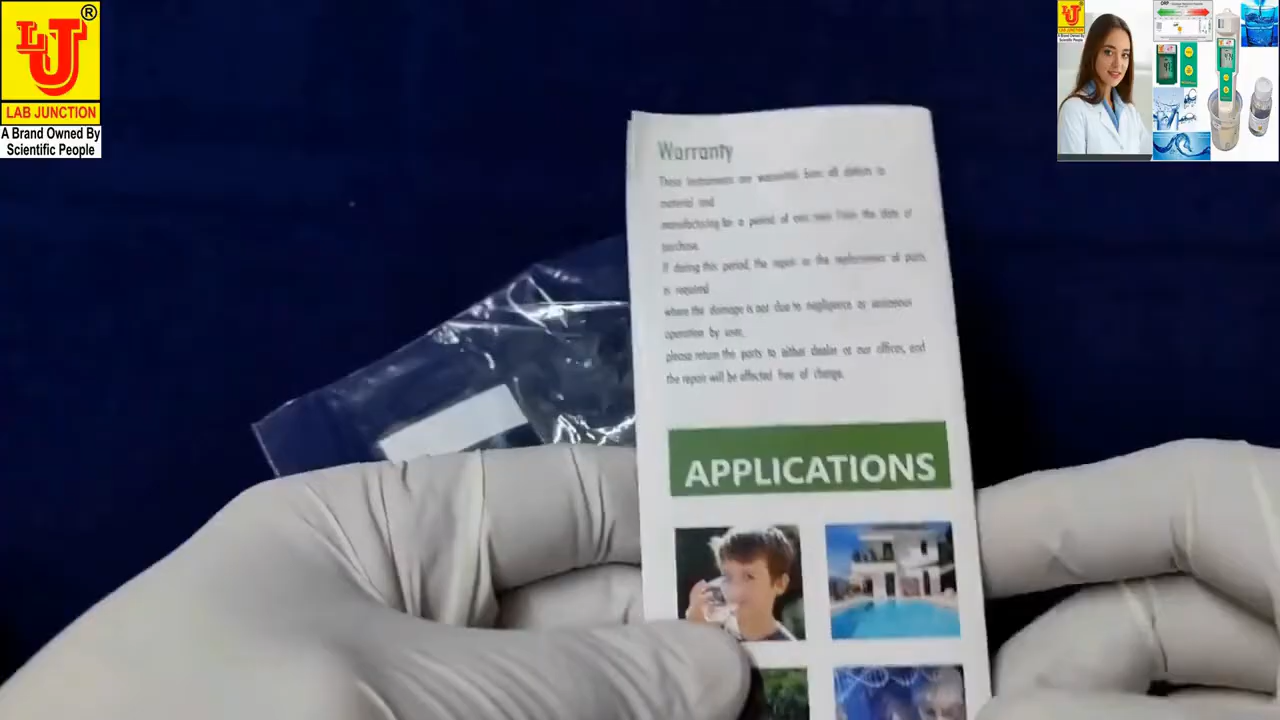 LJ ®
LAB JUNCTION
A Brand Owned By
Scientific People
ORP
Warranty
These instruments are warranted from all defects in
material and
manufacturing for a period of one year from the date of
purchase.
If during this period, the repair or the replacement of parts
is required
where the damage is not due to negligence or erroneous
operation by user,
please return the parts to either dealer or our offices, and
the repair will be affected free of charge.
APPLICATIONS